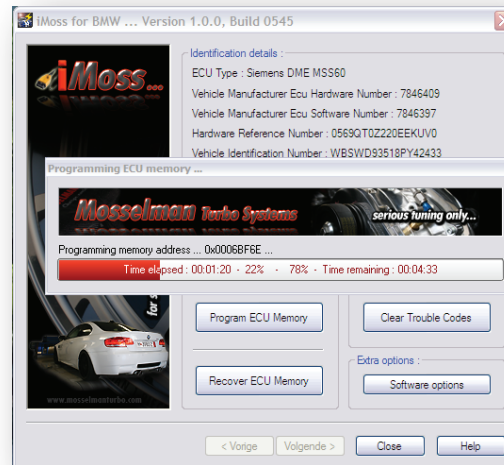 iMoss for BMW ... Version 1.0.0, Build 0545
iMoss...
Identification details :
ECU Type : Siemens DME MSS60
Vehicle Manufacturer Ecu Hardware Number : 7846409
Vehicle Manufacturer Ecu Software Number : 7846397
Hardware Reference Number : 0569QT0Z220EEKUV0
Vehicle Identification Number : WBSWD93518PY42433
Programming ECU memory ...
Mosselman Turbo Systems
serious tuning only...
Programming memory address ... 0x0006BF6E ...
Time elapsed : 00:01:20 - 22% - 78% - Time remaining : 00:04:33
for s
Program ECU Memory
Clear Trouble Codes
Extra options :
Recover ECU Memory
Software options
www.mosselmanturbo.com
< Vorige
Volgende >
Close
Help